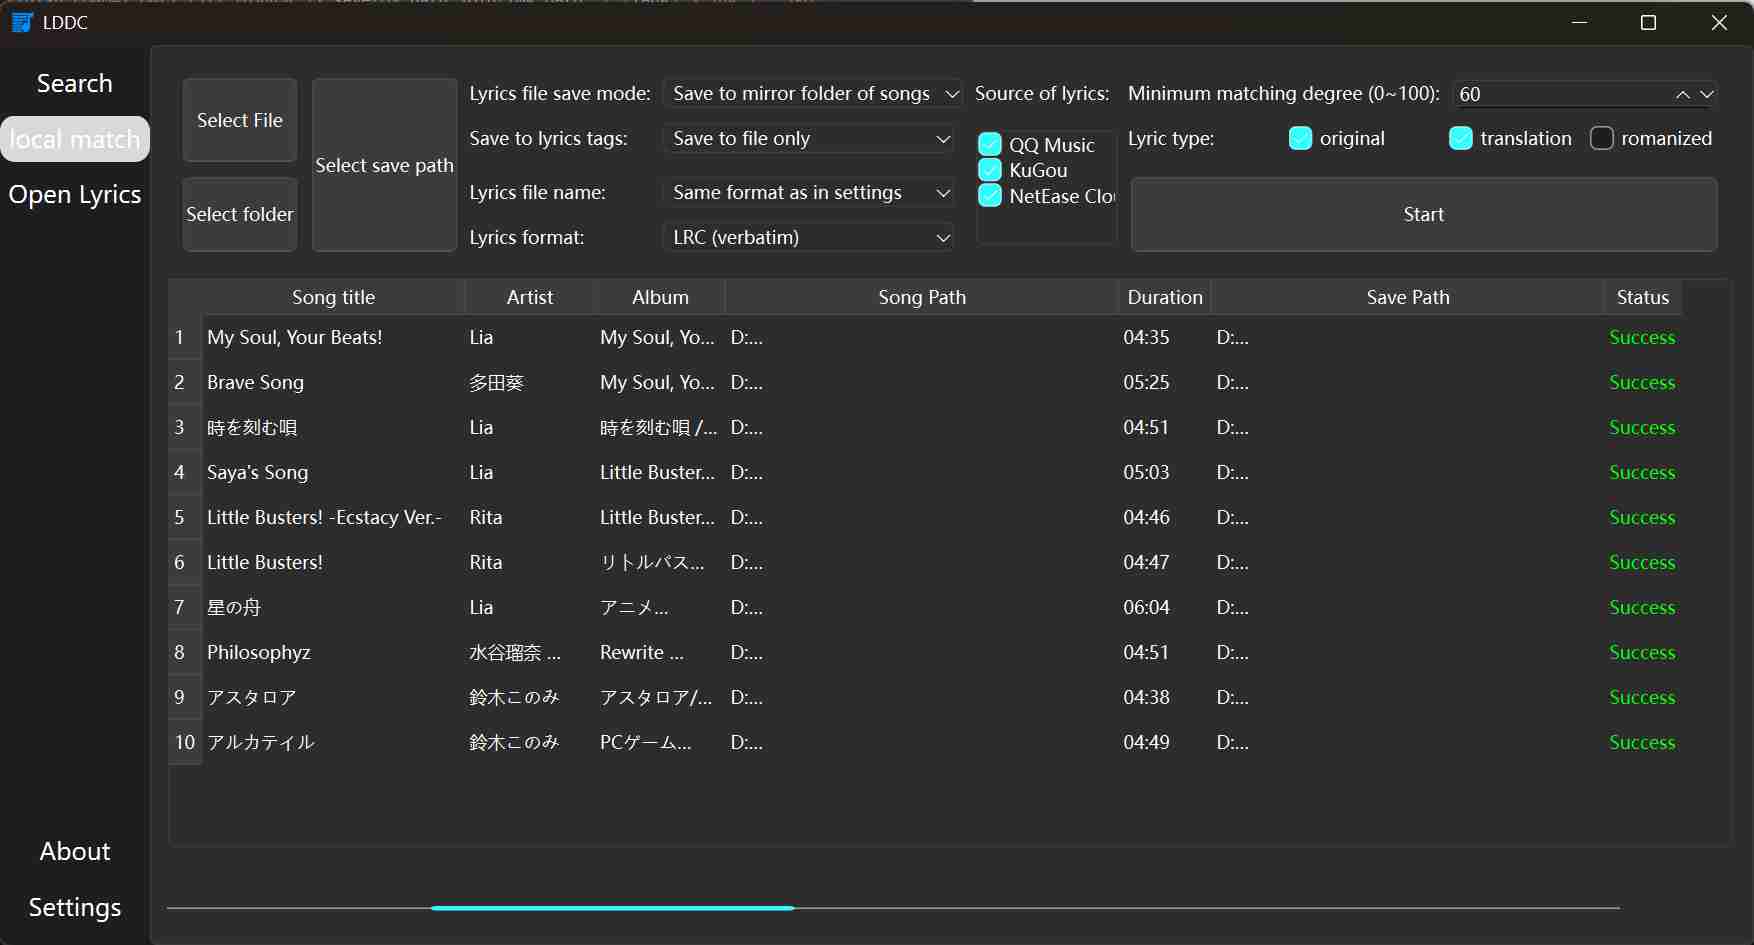 LDDC
Search
local match
Open Lyrics
About
Settings
Select File
Select folder
Select save path
Lyrics file save mode: Save to mirror folder of songs
Save to lyrics tags: Save to file only
Lyrics file name: Same format as in settings
Lyrics format: LRC (verbatim)
Source of lyrics:
QQ Music
KuGou
NetEase Clou
Minimum matching degree (0~100): 60
Lyric type: original translation romanized
Start
Song title Artist Album Song Path Duration Save Path Status
1 My Soul, Your Beats! Lia My Soul, Yo... D:... 04:35 D:... Success
2 Brave Song 多田葵 My Soul, Yo... D:... 05:25 D:... Success
3 時を刻む唄 Lia 時を刻む唄 /... D:... 04:51 D:... Success
4 Saya's Song Lia Little Buster... D:... 05:03 D:... Success
5 Little Busters! -Ecstacy Ver.- Rita Little Buster... D:... 04:46 D:... Success
6 Little Busters! Rita リトルバス... D:... 04:47 D:... Success
7 星の舟 Lia アニメ... D:... 06:04 D:... Success
8 Philosophyz 水谷瑠奈 ... Rewrite ... D:... 04:51 D:... Success
9 アスタロア 鈴木このみ アスタロア/... D:... 04:38 D:... Success
10 アルカテイル 鈴木このみ PCゲーム... D:... 04:49 D:... Success